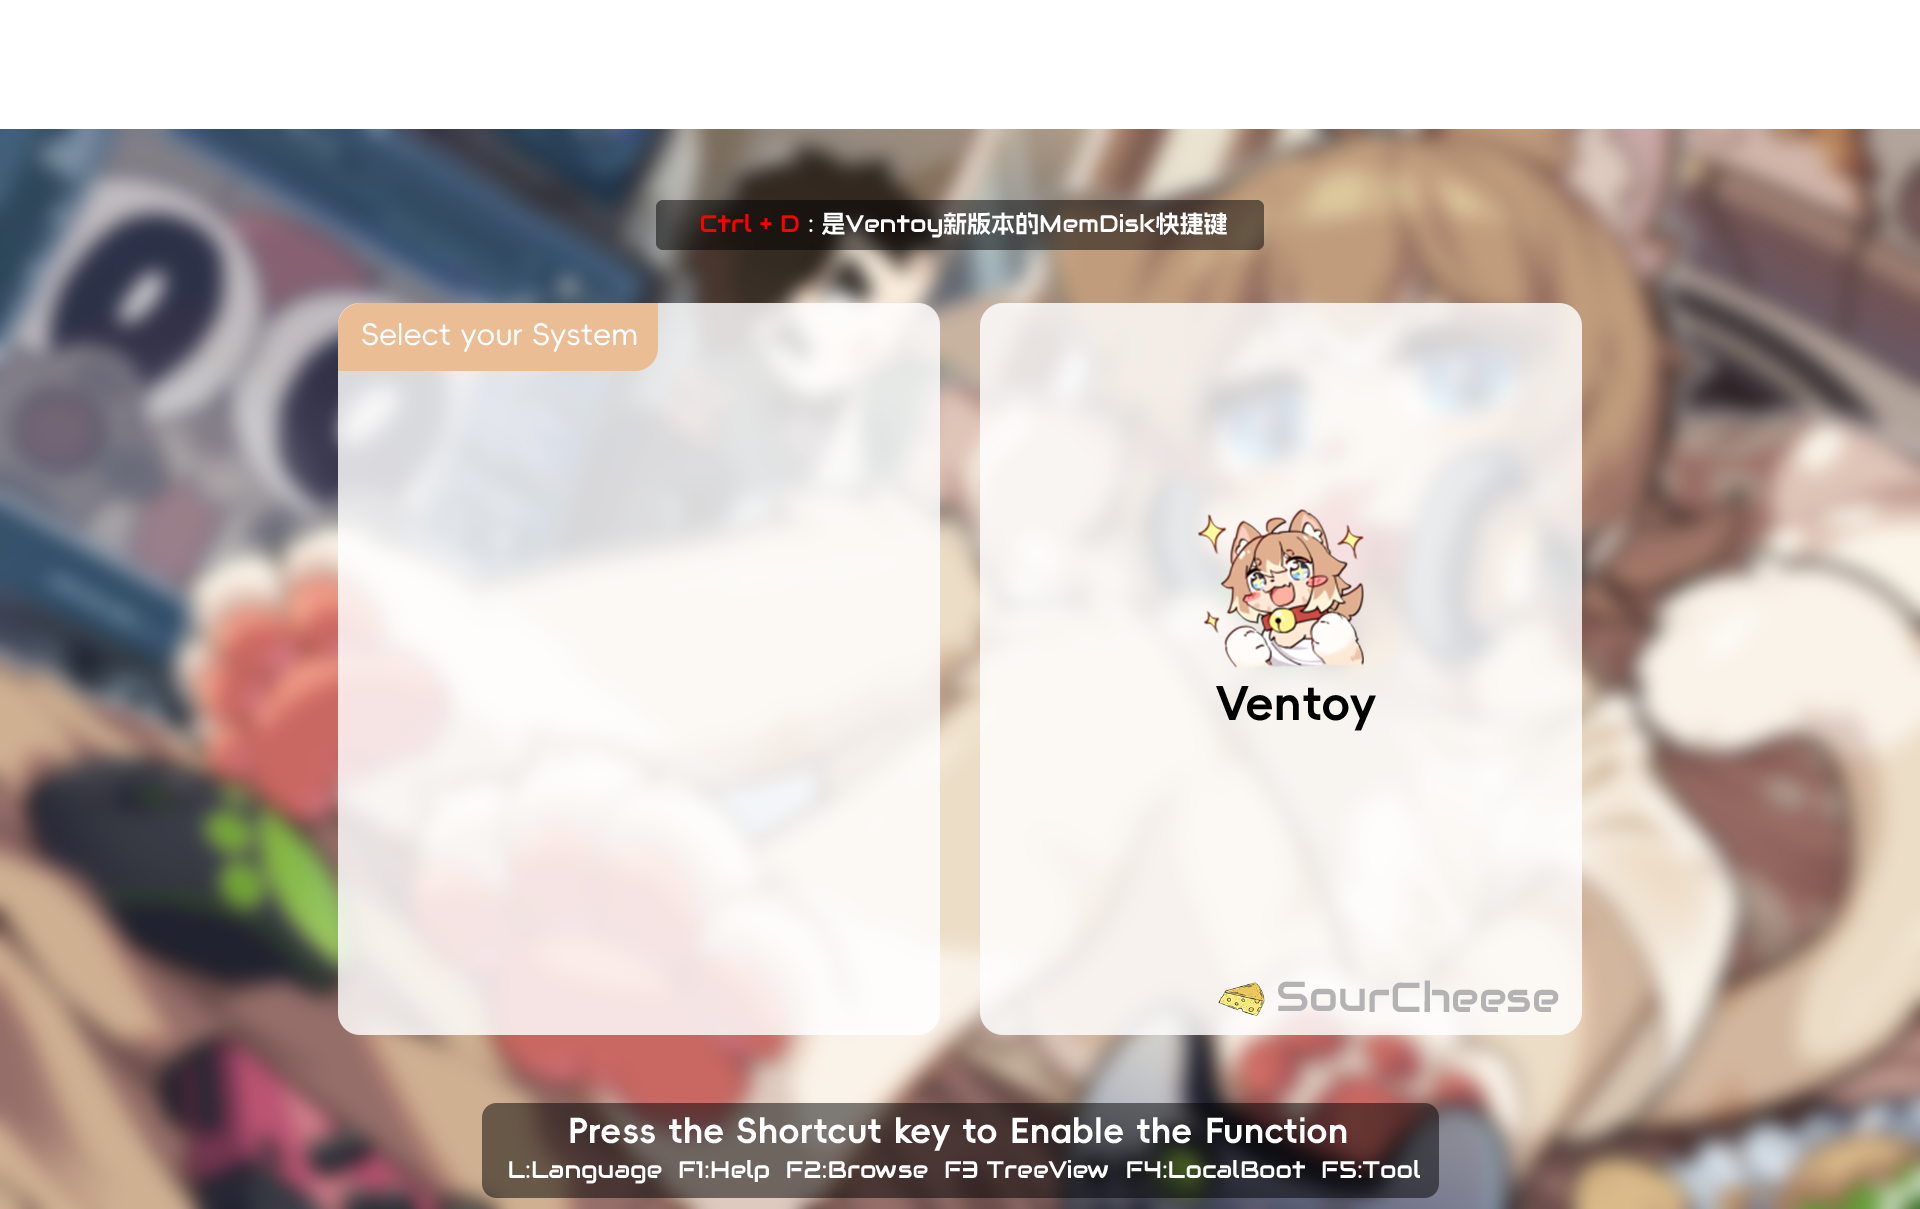 Ctrl + D : 是Ventoy新版本的MemDisk快捷键
Select your System
Ventoy
SourCheese
Press the Shortcut key to Enable the Function
L:Language F1:Help F2:Browse F3 TreeView F4:LocalBoot F5:Tool